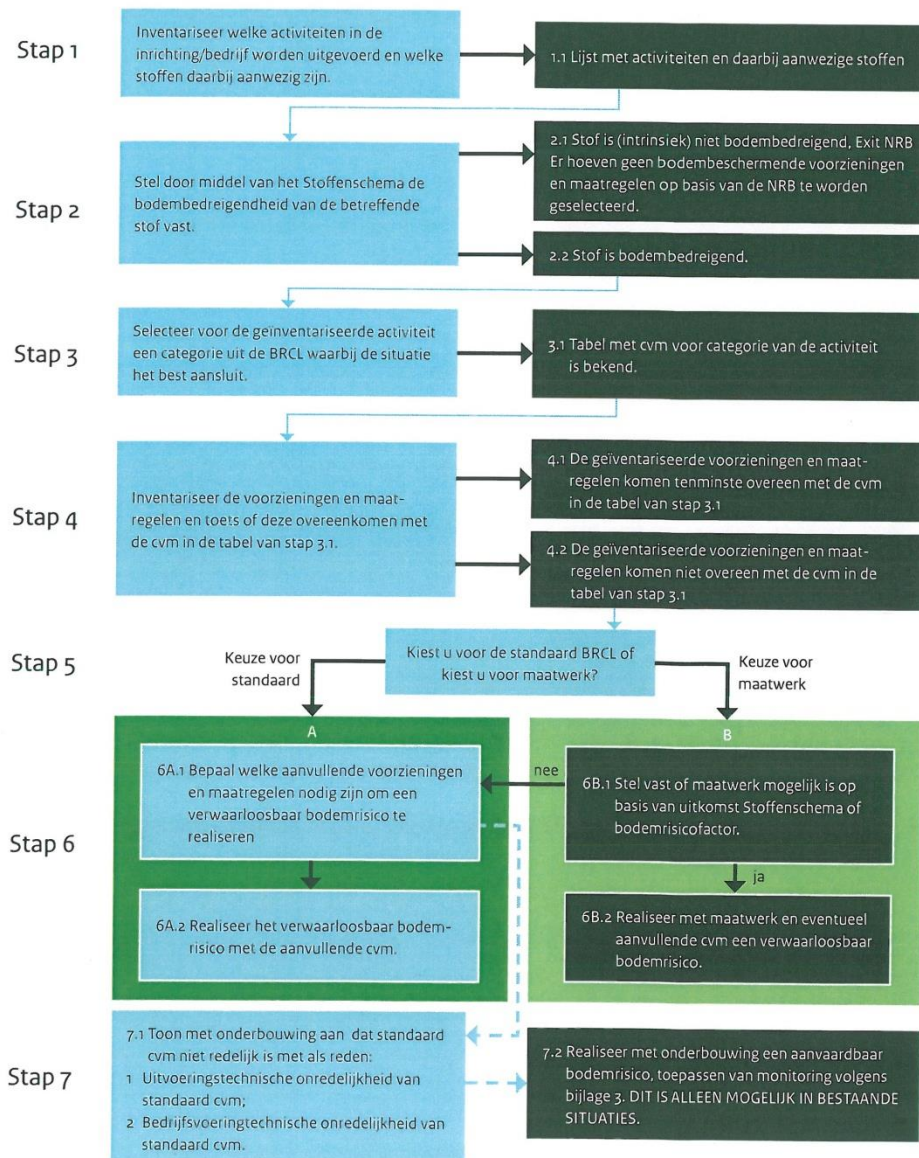 Stap 1
Inventariseer welke activiteiten in de
inrichting/bedrijf worden uitgevoerd en welke
stoffen daarbij aanwezig zijn.
1.1 Lijst met activiteiten en daarbij aanwezige stoffen
Stap 2
Stel door middel van het Stoffenschema de
bodembedreigendheid van de betreffende
stof vast.
2.1 Stof is (intrinsiek) niet bodembedreigend, Exit NRB
Er hoeven geen bodembeschermende voorzieningen
en maatregelen op basis van de NRB te worden
geselecteerd.
2.2 Stof is bodembedreigend.
Stap 3
Selecteer voor de geïnventariseerde activiteit
een categorie uit de BRCL waarbij de situatie
het best aansluit.
3.1 Tabel met cvm voor categorie van de activiteit
is bekend.
Stap 4
Inventariseer de voorzieningen en maat-
regelen en toets of deze overeenkomen met
de cvm in de tabel van stap 3.1.
4.1 De geïventariseerde voorzieningen en maat-
regelen komen tenminste overeen met de cvm
in de tabel van stap 3.1
4.2 De geïventariseerde voorzieningen en maat-
regelen komen niet overeen met de cvm in de
tabel van stap 3.1
Stap 5
Kiest u voor de standaard BRCL of
kiest u voor maatwerk?
Keuze voor
standaard
Keuze voor
maatwerk
Stap 6
A
6A.1 Bepaal welke aanvullende voorzieningen
en maatregelen nodig zijn om een
verwaarloosbaar bodemrisico te
realiseren
6A.2 Realiseer het verwaarloosbaar bodem-
risico met de aanvullende cvm.
nee
B
6B.1 Stel vast of maatwerk mogelijk is op
basis van uitkomst Stoffenschema of
bodemrisicofactor.
ja
6B.2 Realiseer met maatwerk en eventueel
aanvullende cvm een verwaarloosbaar
bodemrisico.
Stap 7
7.1 Toon met onderbouwing aan dat standaard
cvm niet redelijk is met als reden:
1 Uitvoeringstechnische onredelijkheid van
standaard cvm;
2 Bedrijfsvoeringtechnische onredelijkheid van
standaard cvm.
7.2 Realiseer met onderbouwing een aanvaardbaar
bodemrisico, toepassen van monitoring volgens
bijlage 3. DIT IS ALLEEN MOGELIJK IN BESTAANDE
SITUATIES.